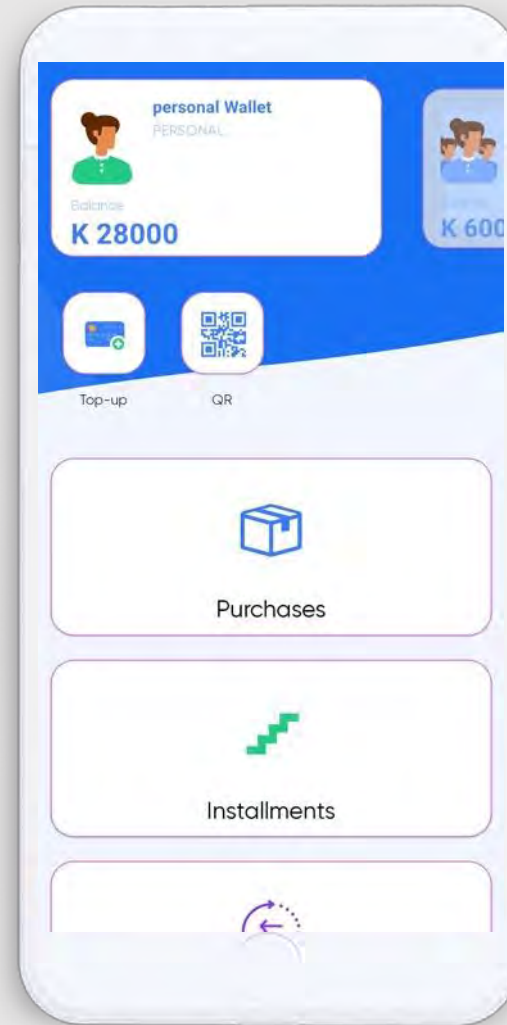 personal Wallet
PERSONAL
Balance
K 28000
K 600
Top-up
QR
Purchases
Installments